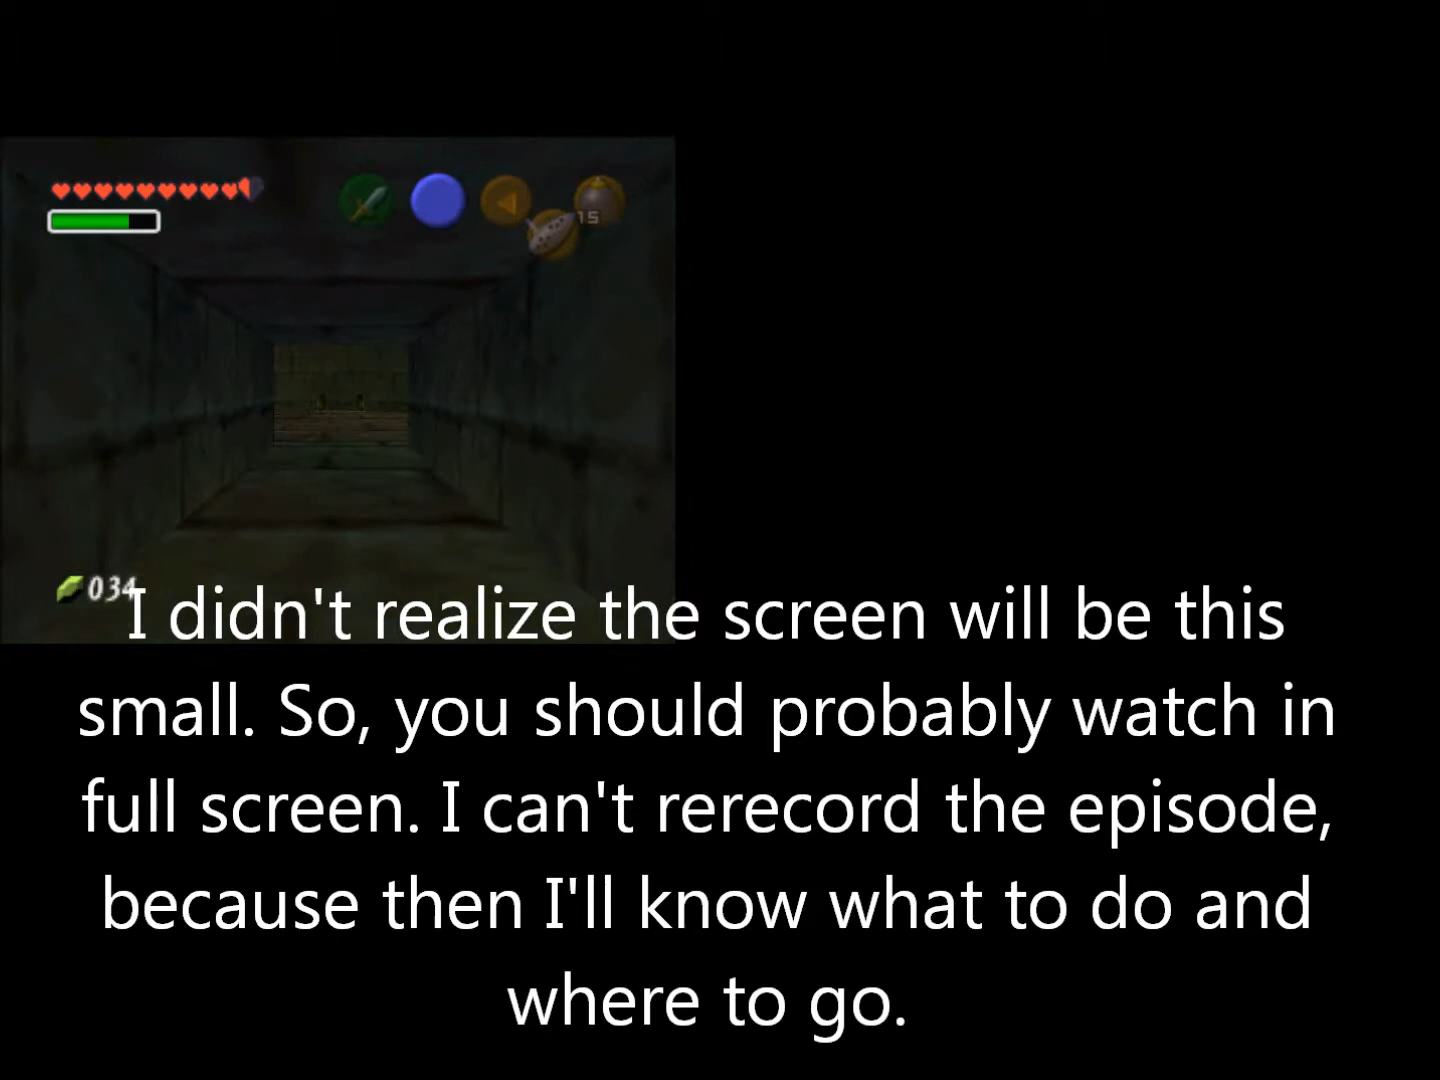 15
034
I didn't realize the screen will be this
small. So, you should probably watch in
full screen. I can't rerecord the episode,
because then I'll know what to do and
where to go.